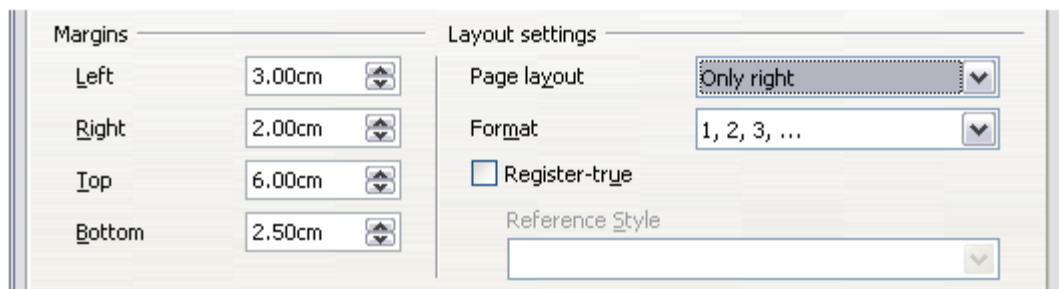 Margins
Left 3.00cm
Right 2.00cm
Top 6.00cm
Bottom 2.50cm
Layout settings
Page layout Only right
Format 1, 2, 3, ...
Register-true
Reference Style